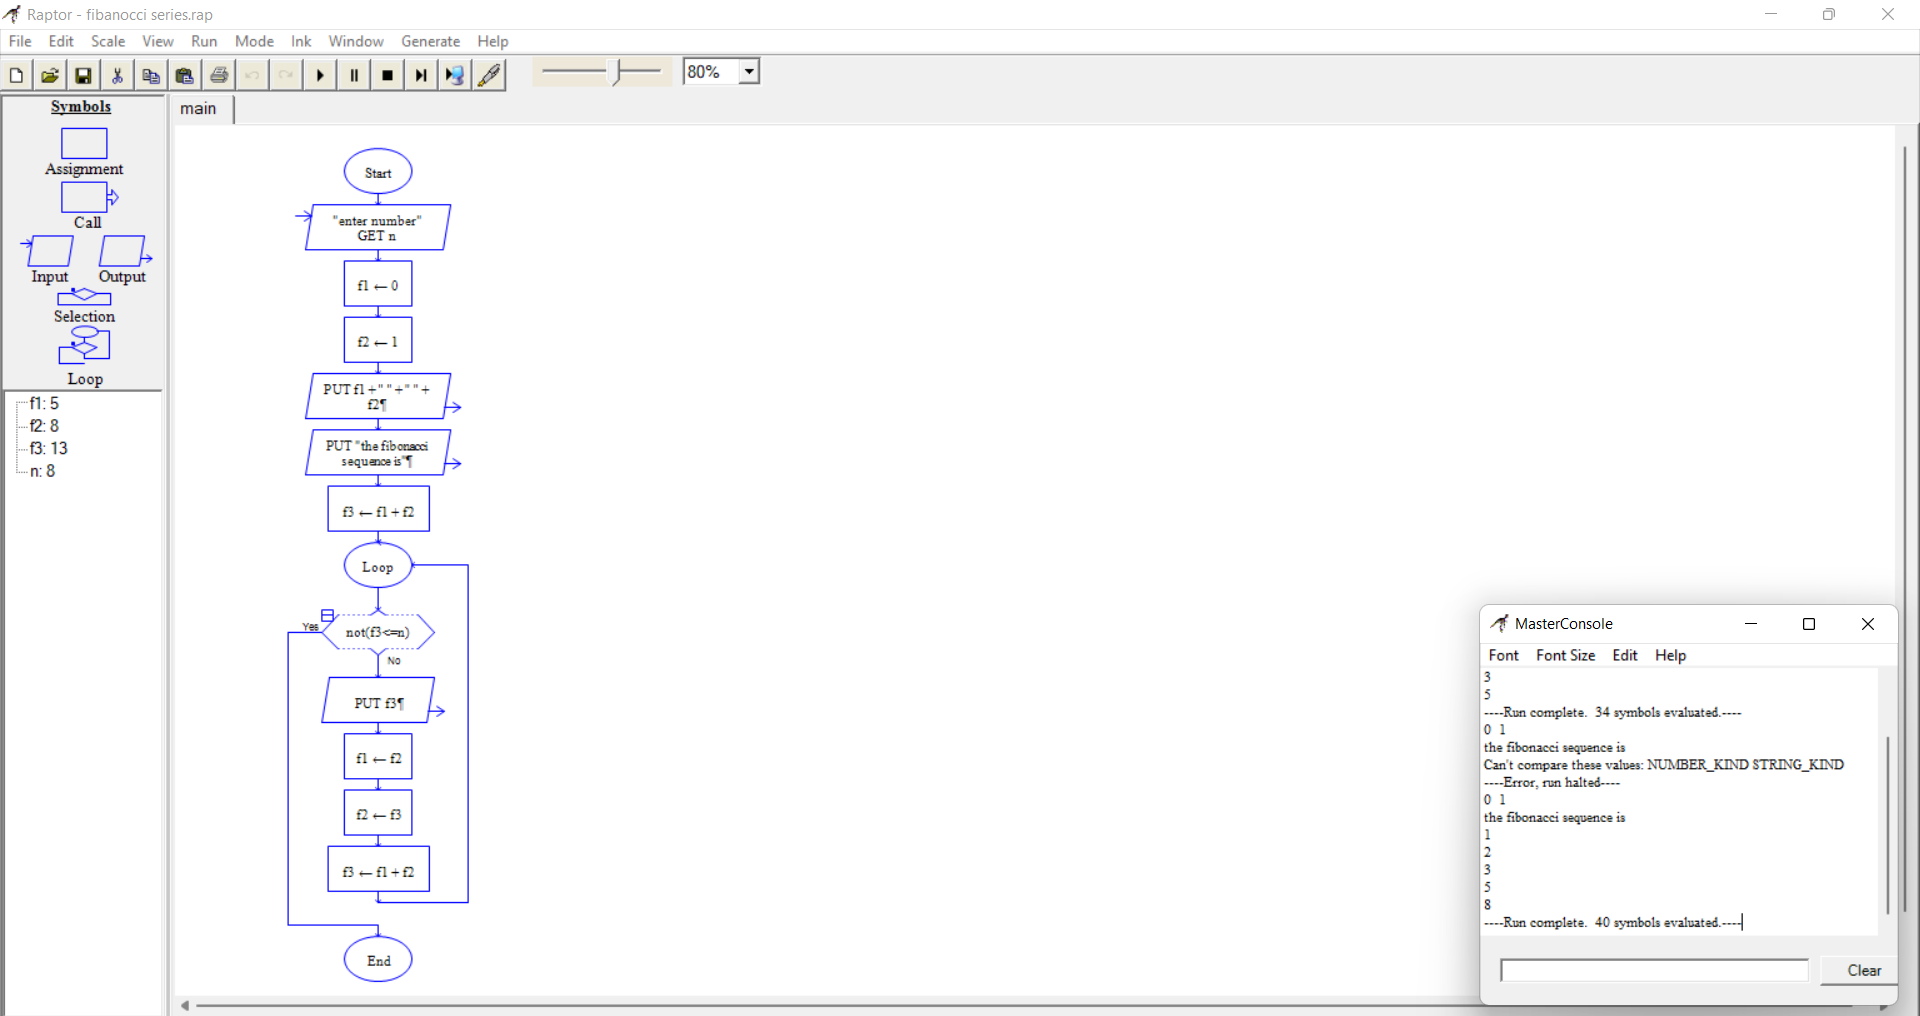 Raptor - fibanocci series.rap
File Edit Scale View Run Mode Ink Window Generate Help
80%
Symbols
main
Assignment
Call
Input Output
Selection
Loop
f1: 5
f2: 8
f3: 13
n: 8
Start
"enter number"
GET n
f1 ← 0
f2 ← 1
PUT f1 +" "+" "+
f2¶
PUT "the fibonacci
sequence is"¶
f3 ← f1 + f2
Loop
Yes
not(f3<=n)
No
PUT f3¶
f1 ← f2
f2 ← f3
f3 ← f1 + f2
End
MasterConsole
Font Font Size Edit Help
3
5
----Run complete. 34 symbols evaluated.----
0 1
the fibonacci sequence is
Can't compare these values: NUMBER_KIND STRING_KIND
----Error, run halted----
0 1
the fibonacci sequence is
1
2
3
5
8
----Run complete. 40 symbols evaluated.----
Clear